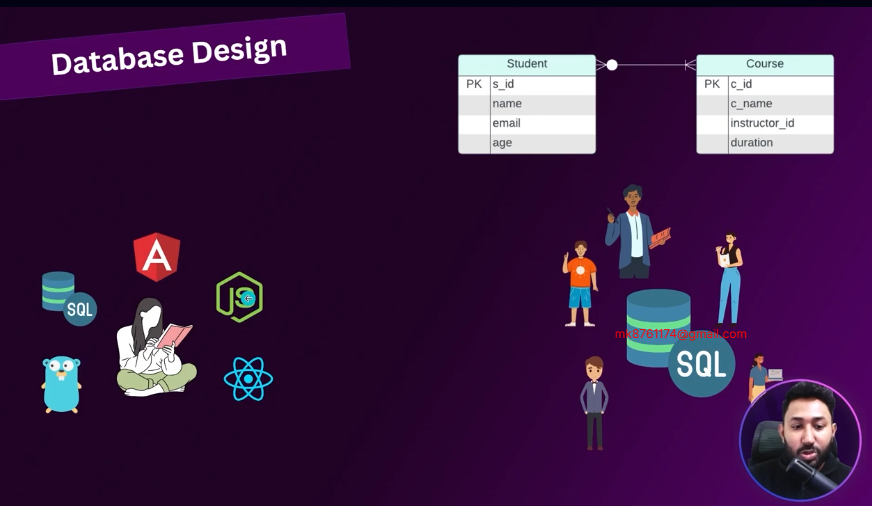 Database Design
Student
PK s_id
name
email
age
Course
PK c_id
c_name
instructor_id
duration
A
SQL
JS
mk8761174@gmail.com
SQL